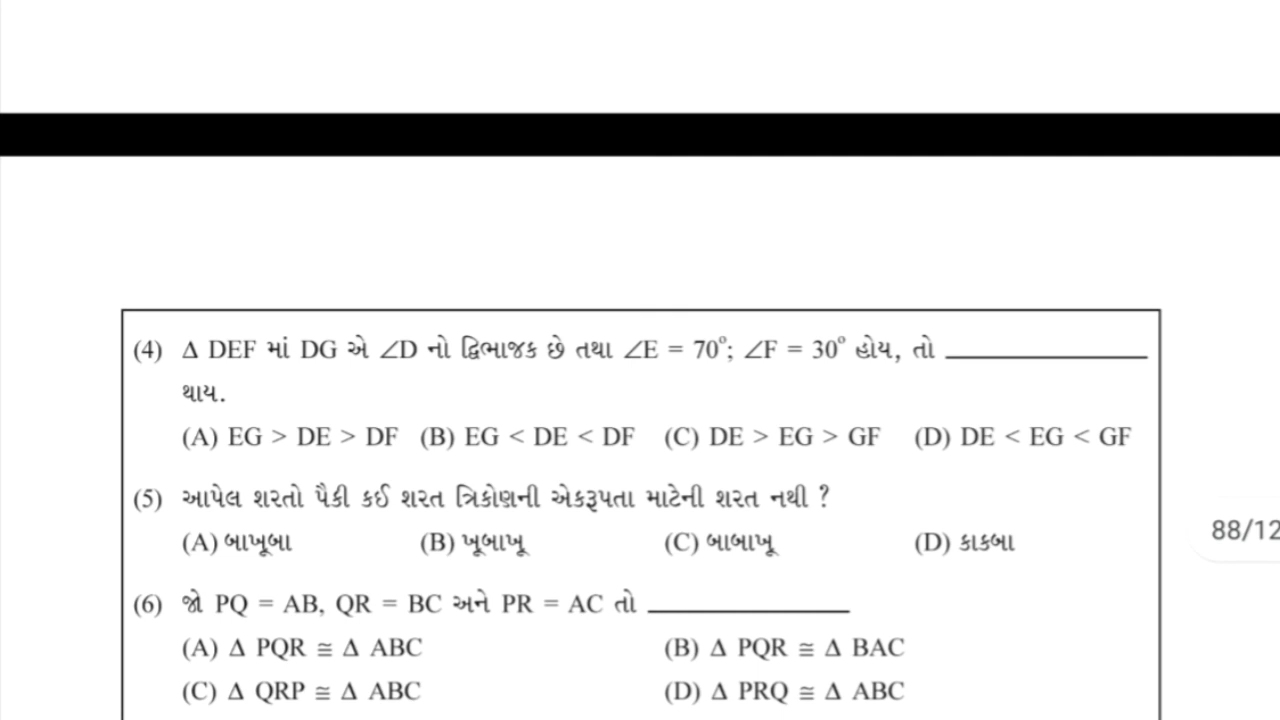 (4) Δ DEF માં DG એ ∠D નો દ્વિભાજક છે તથા ∠E = 70°; ∠F = 30° હોય, તો ____________
થાય.
(A) EG > DE > DF (B) EG < DE < DF (C) DE > EG > GF (D) DE < EG < GF
(5) આપેલ શરતો પૈકી કઈ શરત ત્રિકોણની એકરૂપતા માટેની શરત નથી ?
88/12
(A) બાખૂબા (B) ખૂબાખૂ (C) બાબાખૂ (D) કાકબા
(6) જો PQ = AB, QR = BC અને PR = AC તો ____________
(A) Δ PQR ≅ Δ ABC (B) Δ PQR ≅ Δ BAC
(C) Δ QRP ≅ Δ ABC (D) Δ PRQ ≅ Δ ABC